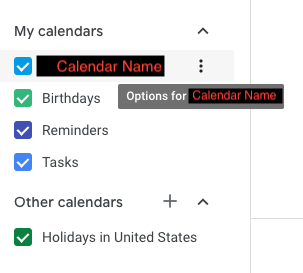 My calendars
Calendar Name
Options for Calendar Name
Birthdays
Reminders
Tasks
Other calendars
Holidays in United States